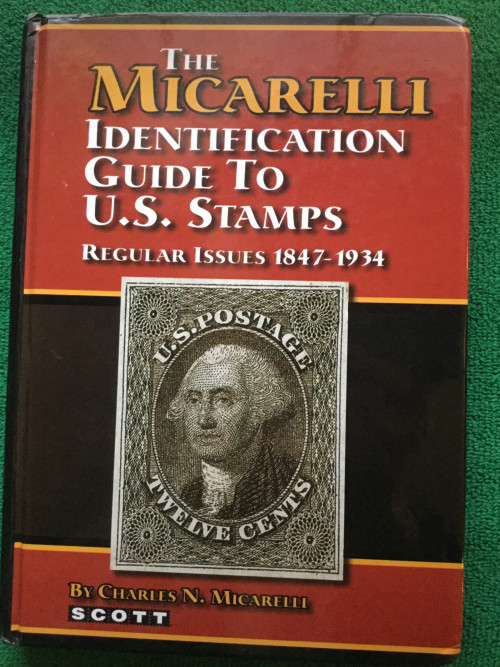 The
Micarelli
Identification
Guide To
U.S. Stamps
Regular Issues 1847-1934
U.S. POSTAGE
TWELVE CENTS
By Charles N. Micarelli
SCOTT